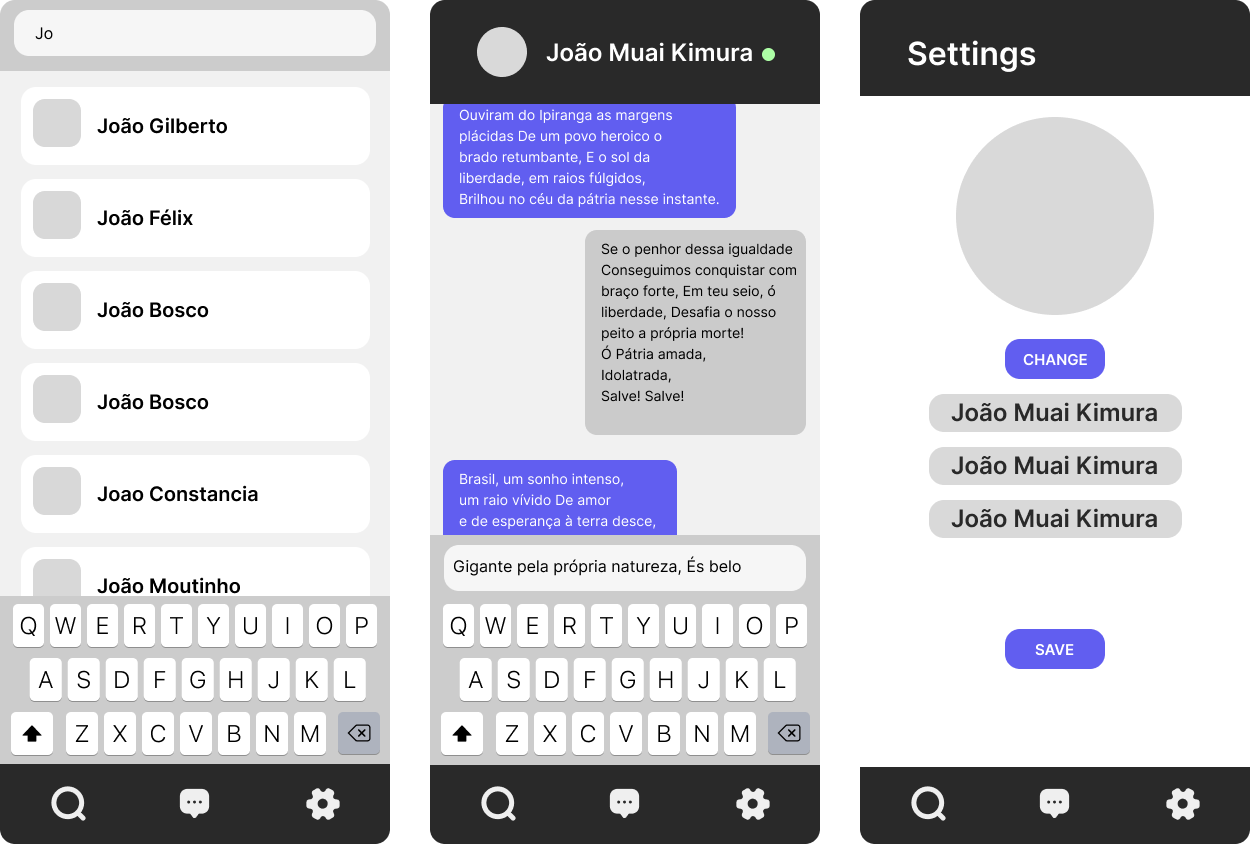 Jo
João Gilberto
João Félix
João Bosco
João Bosco
Joao Constancia
João Moutinho
Q W E R T Y U I O P
A S D F G H J K L
Z X C V B N M
João Muai Kimura
Ouviram do Ipiranga as margens
plácidas De um povo heroico o
brado retumbante, E o sol da
liberdade, em raios fúlgidos,
Brilhou no céu da pátria nesse instante.
Se o penhor dessa igualdade
Conseguimos conquistar com
braço forte, Em teu seio, ó
liberdade, Desafia o nosso
peito a própria morte!
Ó Pátria amada,
Idolatrada,
Salve! Salve!
Brasil, um sonho intenso,
um raio vívido De amor
e de esperança à terra desce,
Gigante pela própria natureza, És belo
Q W E R T Y U I O P
A S D F G H J K L
Z X C V B N M
Settings
CHANGE
João Muai Kimura
João Muai Kimura
João Muai Kimura
SAVE